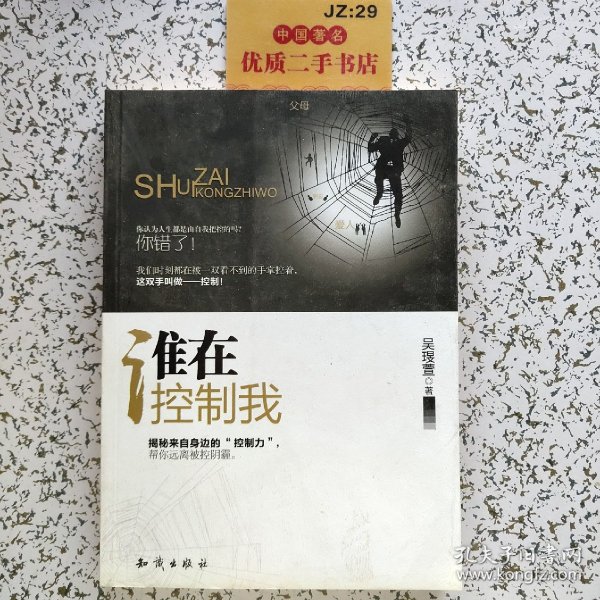 JZ:29
中国著名
优质二手书店
父母
SHUIZAI
KONGZHIWO
爱人
你认为人生都是由自我把控的吗?
你错了!
我们时刻都在被一双看不到的手掌控着,
这双手叫做——控制!
谁在
控制我
吴瑗萱◎著
揭秘来自身边的“控制力”,
帮你远离被控阴霾。
知识出版社
孔夫子旧书网
www.kongfz.com